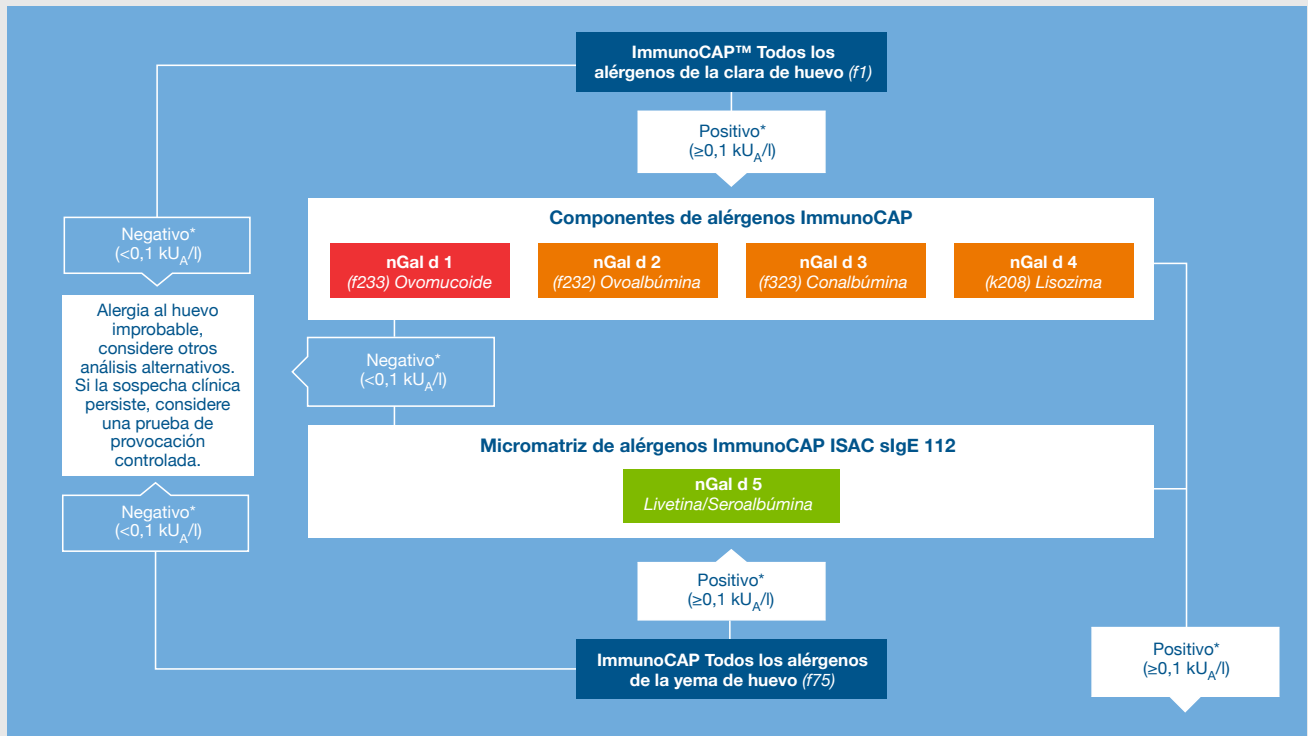 ImmunoCAP™ Todos los
alérgenos de la clara de huevo (f1)
Positivo*
(≥0,1 kUA/l)
Negativo*
(<0,1 kUA/l)
Componentes de alérgenos ImmunoCAP
nGal d 1
(f233) Ovomucoide
nGal d 2
(f232) Ovoalbúmina
nGal d 3
(f323) Conalbúmina
nGal d 4
(k208) Lisozima
Alergia al huevo
improbable,
considere otros
análisis alternativos.
Si la sospecha clínica
persiste, considere
una prueba de
provocación
controlada.
Negativo*
(<0,1 kUA/l)
Micromatriz de alérgenos ImmunoCAP ISAC sIgE 112
nGal d 5
Livetina/Seroalbúmina
Negativo*
(<0,1 kUA/l)
Positivo*
(≥0,1 kUA/l)
ImmunoCAP Todos los alérgenos
de la yema de huevo (f75)
Positivo*
(≥0,1 kUA/l)